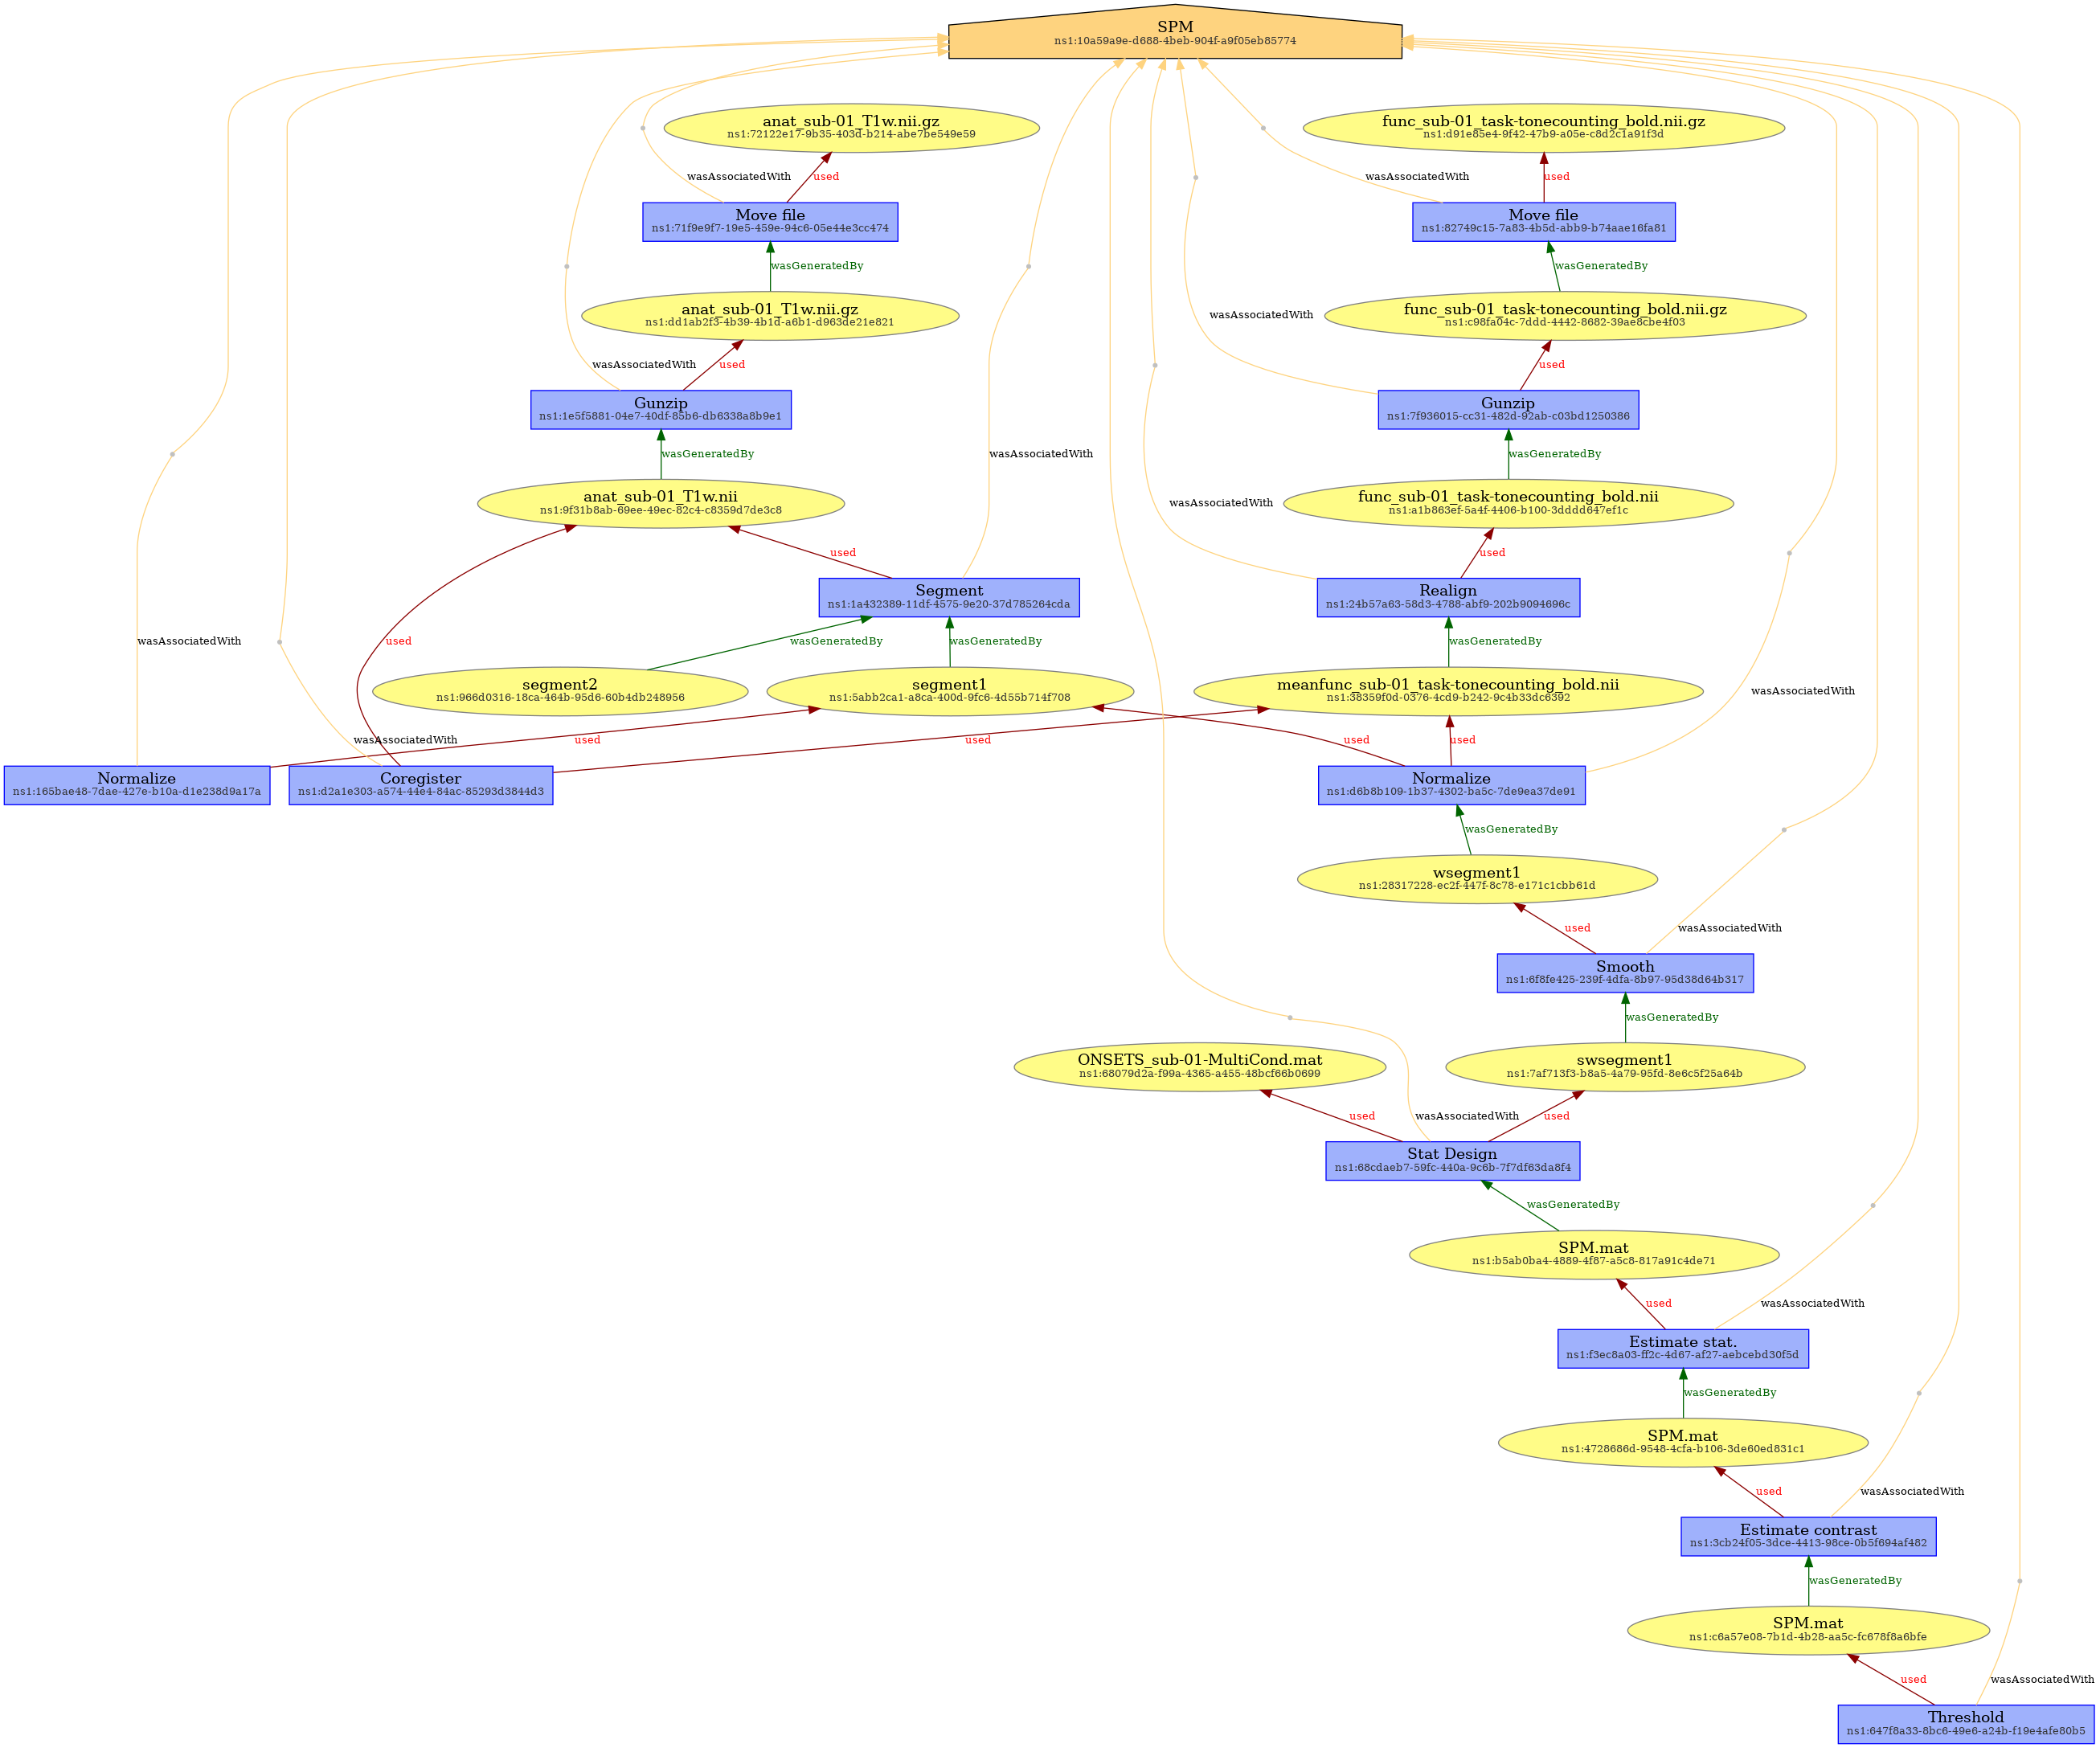 SPM
ns1:10a59a9e-d688-4beb-904f-a9f05eb85774
anat_sub-01_T1w.nii.gz
ns1:72122e17-9b35-403d-b214-abe7be549e59
func_sub-01_task-tonecounting_bold.nii.gz
ns1:d91e85e4-9f42-47b9-a05e-c8d2c1a91f3d
wasAssociatedWith
used
wasAssociatedWith
used
Move file
ns1:71f9e9f7-19e5-459e-94c6-05e44e3cc474
Move file
ns1:82749c15-7a83-4b5d-abb9-b74aae16fa81
wasGeneratedBy
wasGeneratedBy
anat_sub-01_T1w.nii.gz
ns1:dd1ab2f3-4b39-4b1d-a6b1-d963de21e821
wasAssociatedWith
func_sub-01_task-tonecounting_bold.nii.gz
ns1:c98fa04c-7ddd-4442-8682-39ae8cbe4f03
wasAssociatedWith
used
used
Gunzip
ns1:1e5f5881-04e7-40df-85b6-db6338a8b9e1
Gunzip
ns1:7f936015-cc31-482d-92ab-c03bd1250386
wasGeneratedBy
wasAssociatedWith
wasGeneratedBy
anat_sub-01_T1w.nii
ns1:9f31b8ab-69ee-49ec-82c4-c8359d7de3c8
wasAssociatedWith
func_sub-01_task-tonecounting_bold.nii
ns1:a1b863ef-5a4f-4406-b100-3dddd647ef1c
used
used
Segment
ns1:1a432389-11df-4575-9e20-37d785264cda
Realign
ns1:24b57a63-58d3-4788-abf9-202b9094696c
wasAssociatedWith
used
wasGeneratedBy
wasGeneratedBy
wasGeneratedBy
segment2
ns1:966d0316-18ca-464b-95d6-60b4db248956
segment1
ns1:5abb2ca1-a8ca-400d-9fc6-4d55b714f708
meanfunc_sub-01_task-tonecounting_bold.nii
ns1:38359f0d-0376-4cd9-b242-9c4b33dc6392
wasAssociatedWith
wasAssociatedWith
used
used
used
used
Normalize
ns1:165bae48-7dae-427e-b10a-d1e238d9a17a
Coregister
ns1:d2a1e303-a574-44e4-84ac-85293d3844d3
Normalize
ns1:d6b8b109-1b37-4302-ba5c-7de9ea37de91
wasGeneratedBy
wsegment1
ns1:28317228-ec2f-447f-8c78-e171c1cbb61d
used
wasAssociatedWith
Smooth
ns1:6f8fe425-239f-4dfa-8b97-95d38d64b317
wasGeneratedBy
ONSETS_sub-01-MultiCond.mat
ns1:68079d2a-f99a-4365-a455-48bcf66b0699
swsegment1
ns1:7af713f3-b8a5-4a79-95fd-8e6c5f25a64b
used
wasAssociatedWith
used
Stat Design
ns1:68cdaeb7-59fc-440a-9c6b-7f7df63da8f4
wasGeneratedBy
SPM.mat
ns1:b5ab0ba4-4889-4f87-a5c8-817a91c4de71
used
wasAssociatedWith
Estimate stat.
ns1:f3ec8a03-ff2c-4d67-af27-aebcebd30f5d
wasGeneratedBy
SPM.mat
ns1:4728686d-9548-4cfa-b106-3de60ed831c1
used
wasAssociatedWith
Estimate contrast
ns1:3cb24f05-3dce-4413-98ce-0b5f694af482
wasGeneratedBy
SPM.mat
ns1:c6a57e08-7b1d-4b28-aa5c-fc678f8a6bfe
used
wasAssociatedWith
Threshold
ns1:647f8a33-8bc6-49e6-a24b-f19e4afe80b5